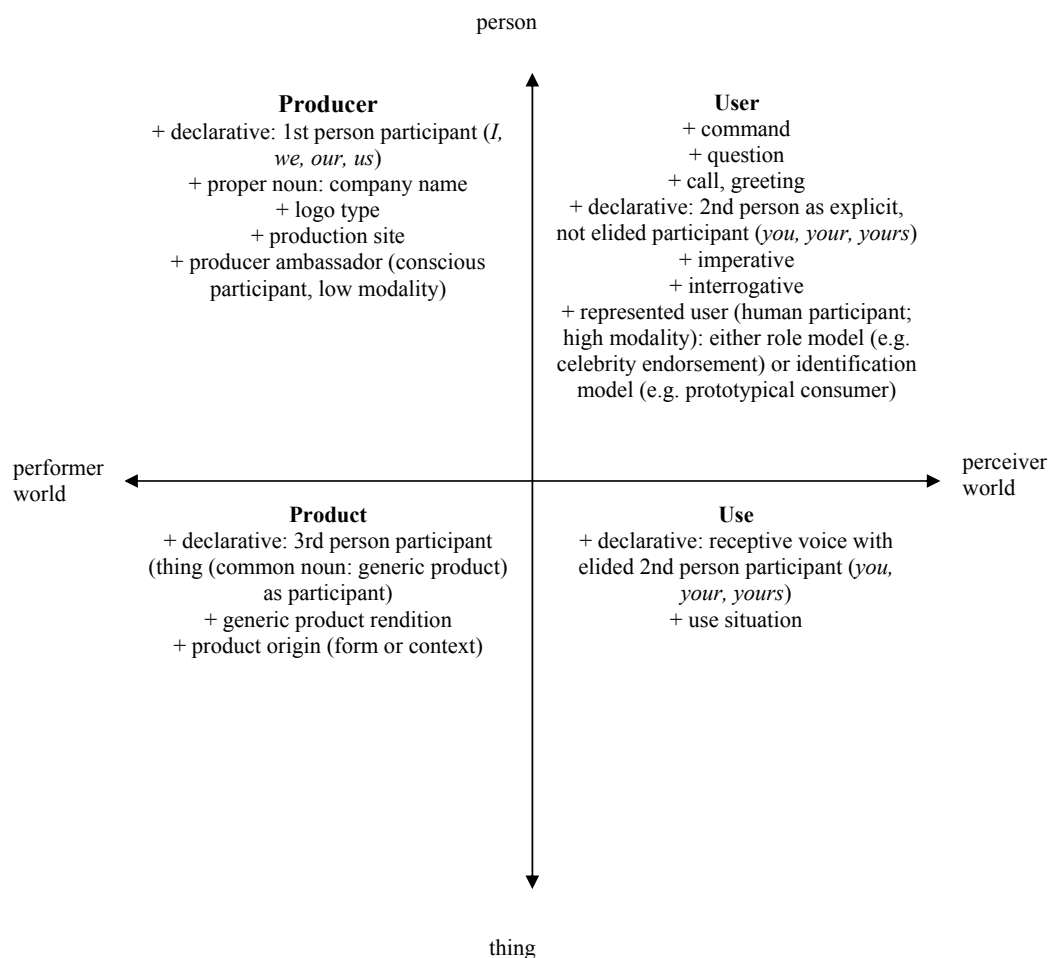 person
Producer
+ declarative: 1st person participant (I,
we, our, us)
+ proper noun: company name
+ logo type
+ production site
+ producer ambassador (conscious
participant, low modality)
User
+ command
+ question
+ call, greeting
+ declarative: 2nd person as explicit,
not elided participant (you, your, yours)
+ imperative
+ interrogative
+ represented user (human participant;
high modality): either role model (e.g.
celebrity endorsement) or identification
model (e.g. prototypical consumer)
performer
world
perceiver
world
Product
+ declarative: 3rd person participant
(thing (common noun: generic product)
as participant)
+ generic product rendition
+ product origin (form or context)
Use
+ declarative: receptive voice with
elided 2nd person participant (you,
your, yours)
+ use situation
thing